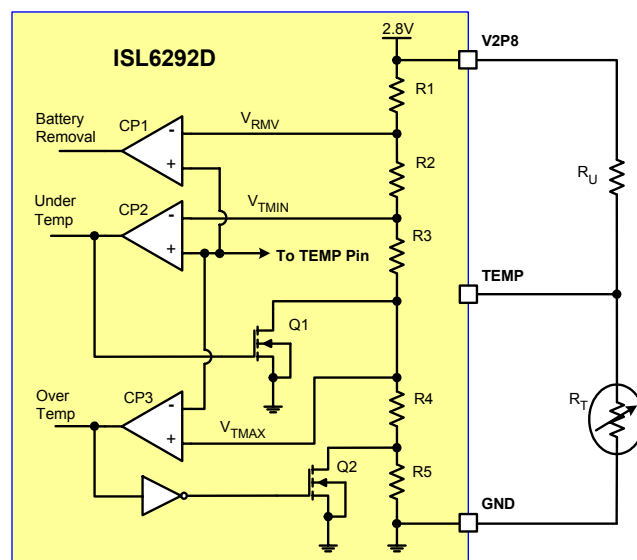 2.8V
V2P8
ISL6292D
R1
Battery
Removal
CP1
-
+
VRMV
R2
RU
Under
Temp
CP2
-
+
VTMIN
R3
To TEMP Pin
TEMP
Q1
Over
Temp
CP3
-
+
VTMAX
R4
RT
Q2
R5
GND